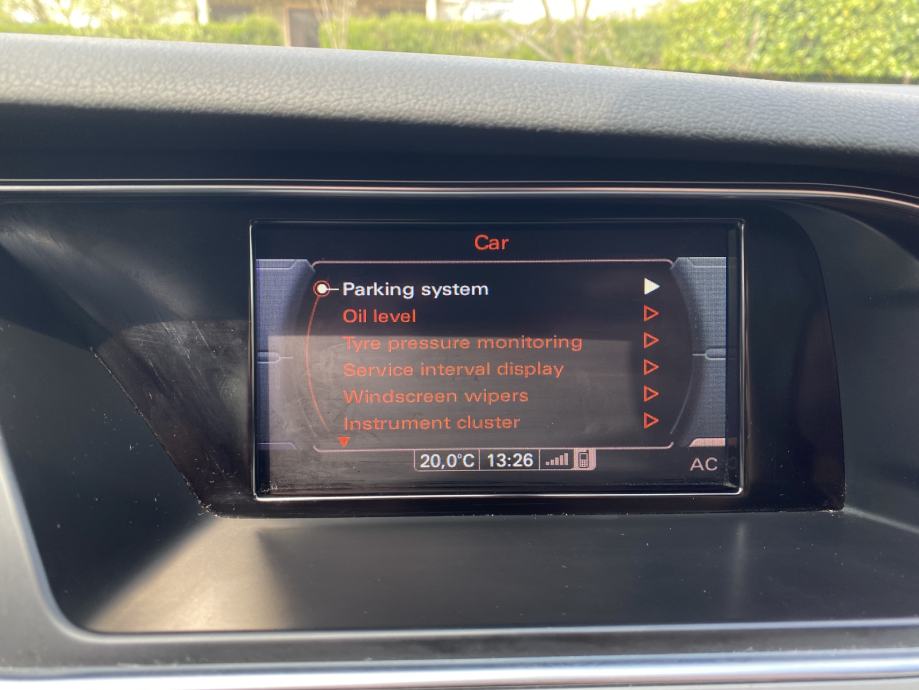 Car
Parking system
Oil level
Tyre pressure monitoring
Service interval display
Windscreen wipers
Instrument cluster
20,0°C 13:26
AC